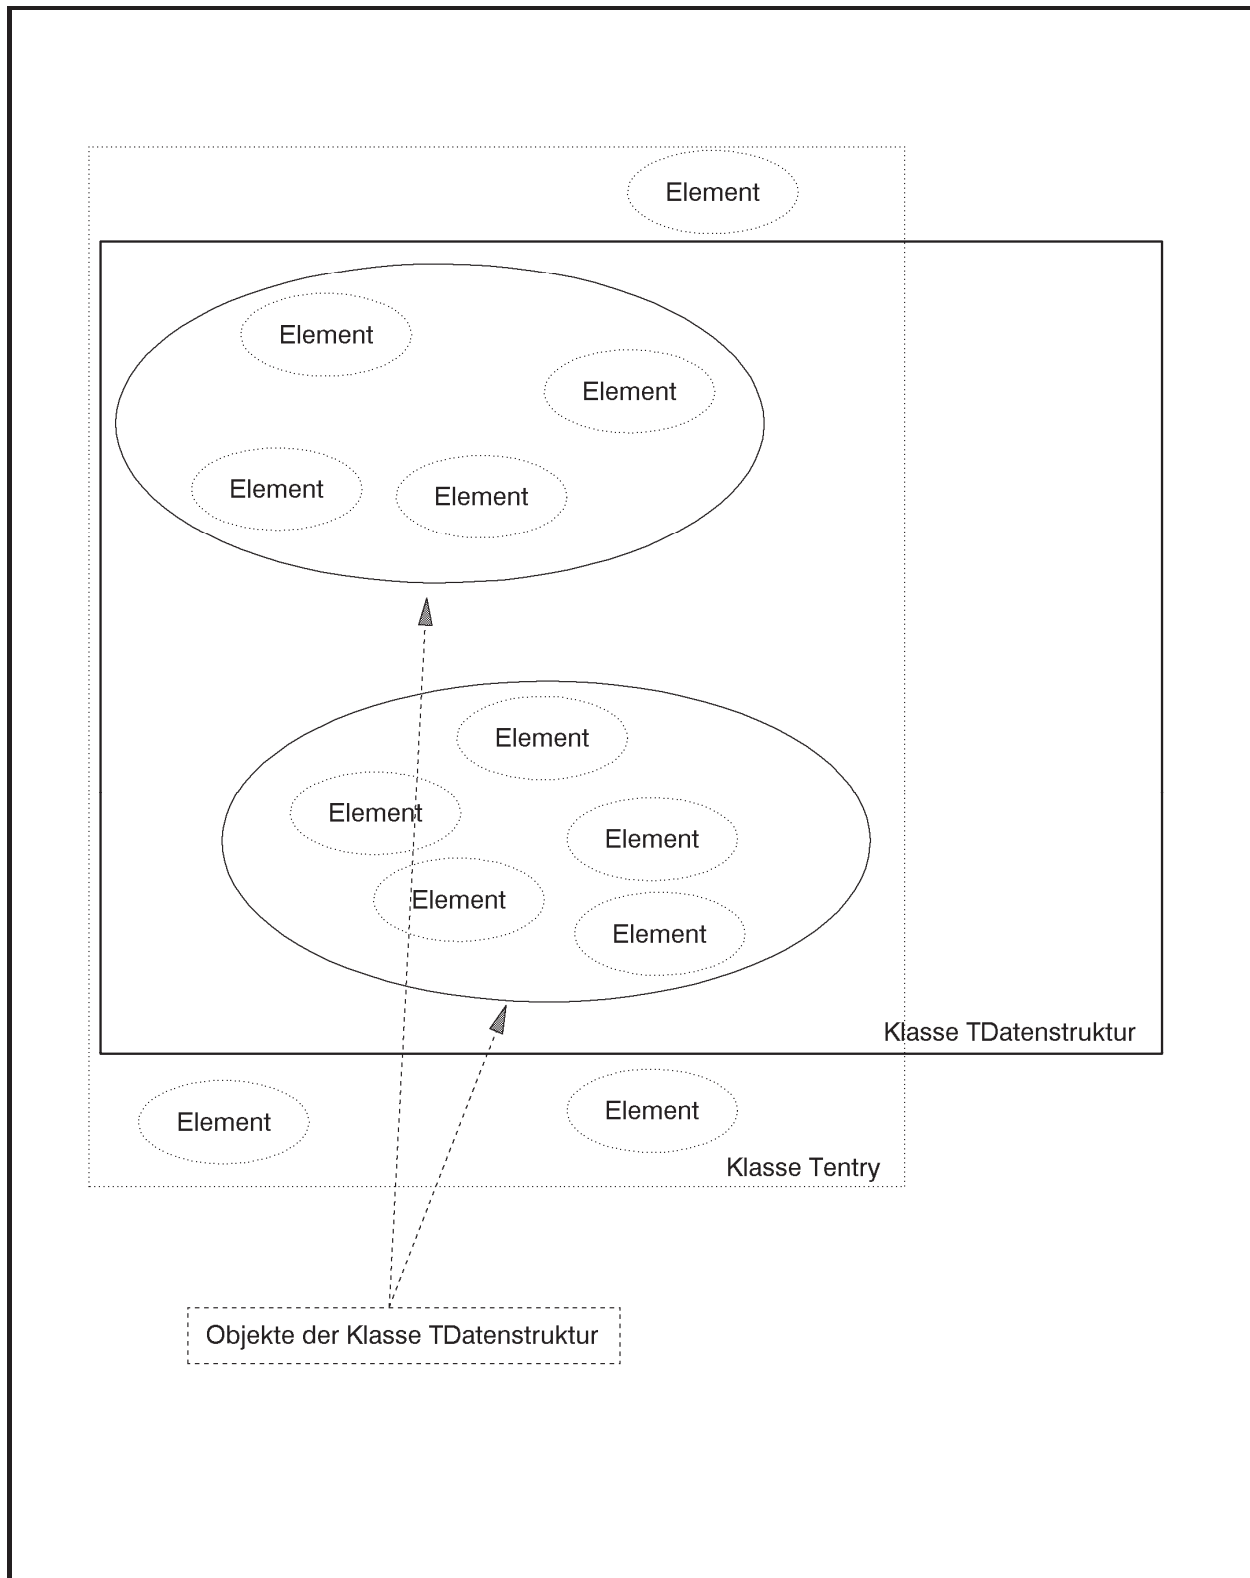 Element
Element
Element
Element
Element
Element
Element
Element
Element
Element
Klasse TDatenstruktur
Element
Element
Klasse Tentry
Objekte der Klasse TDatenstruktur